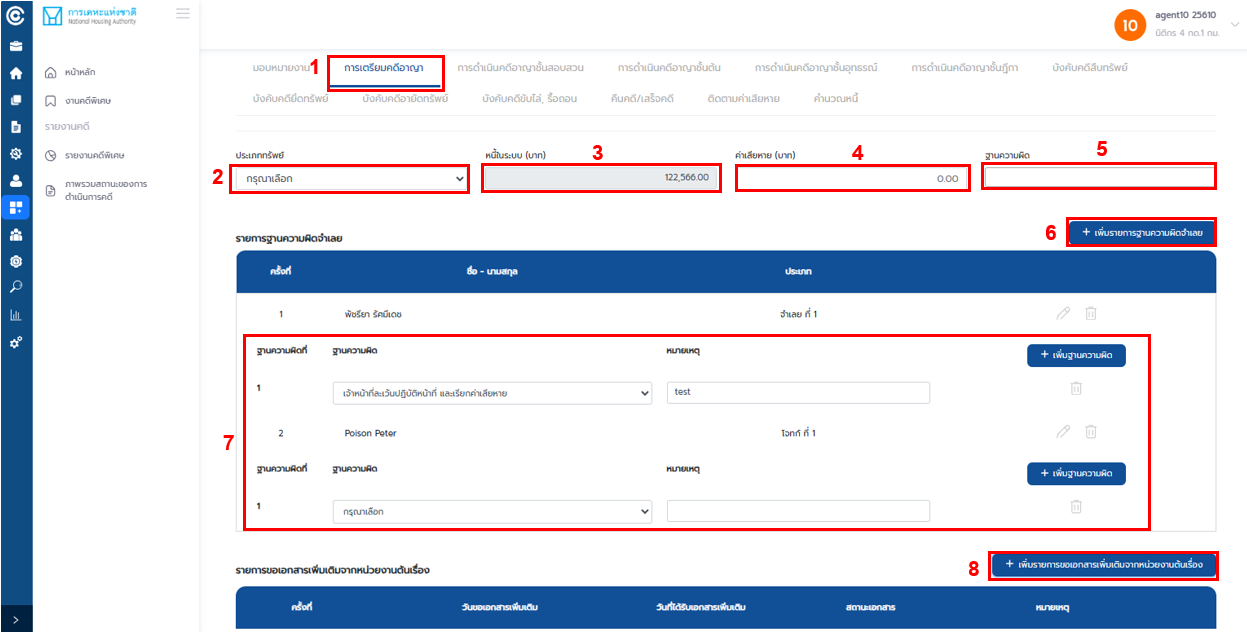 การเคหะแห่งชาติ
National Housing Authority
10
agent10 25610
นิติกร 4 กด.1 กม.
หน้าหลัก
งานคดีพิเศษ
รายงานคดี
รายงานคดีพิเศษ
ภาพรวมสถานะของการ
ดำเนินการคดี
มอบหมายงาน 1 การเตรียมคดีอาญา การดำเนินคดีอาญาชั้นสอบสวน การดำเนินคดีอาญาชั้นต้น การดำเนินคดีอาญาชั้นอุทธรณ์ การดำเนินคดีอาญาชั้นฎีกา บังคับคดีสืบทรัพย์
บังคับคดียึดทรัพย์ บังคับคดีอายัดทรัพย์ บังคับคดีขับไล่, รื้อถอน คืนคดี/เสร็จคดี ติดตามค่าเสียหาย คำนวณหนี้
ประเภททรัพย์ หนี้ในระบบ (บาท) 3 ค่าเสียหาย (บาท) 4 ฐานความผิด 5
2 กรุณาเลือก 122,566.00 0.00
รายการฐานความผิดจำเลย 6 + เพิ่มรายการฐานความผิดจำเลย
ครั้งที่ ชื่อ - นามสกุล ประเภท
1 พัชรียา รัศมีเดช จำเลย ที่ 1
ฐานความผิดที่ ฐานความผิด หมายเหตุ + เพิ่มฐานความผิด
1 เจ้าหน้าที่ละเว้นปฏิบัติหน้าที่ และเรียกค่าเสียหาย test
2 Poison Peter โจทก์ ที่ 1
7
ฐานความผิดที่ ฐานความผิด หมายเหตุ + เพิ่มฐานความผิด
1 กรุณาเลือก
รายการขอเอกสารเพิ่มเติมจากหน่วยงานต้นเรื่อง 8 + เพิ่มรายการขอเอกสารเพิ่มเติมจากหน่วยงานต้นเรื่อง
ครั้งที่ วันขอเอกสารเพิ่มเติม วันที่ได้รับเอกสารเพิ่มเติม สถานะเอกสาร หมายเหตุ